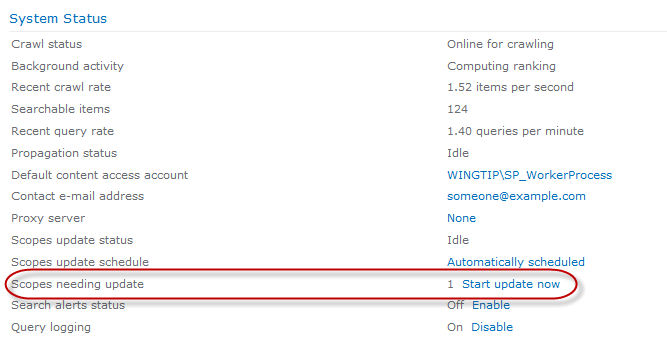 System Status
Crawl status Online for crawling
Background activity Computing ranking
Recent crawl rate 1.52 items per second
Searchable items 124
Recent query rate 1.40 queries per minute
Propagation status Idle
Default content access account WINGTIP\SP_WorkerProcess
Contact e-mail address someone@example.com
Proxy server None
Scopes update status Idle
Scopes update schedule Automatically scheduled
Scopes needing update 1 Start update now
Search alerts status Off Enable
Query logging On Disable